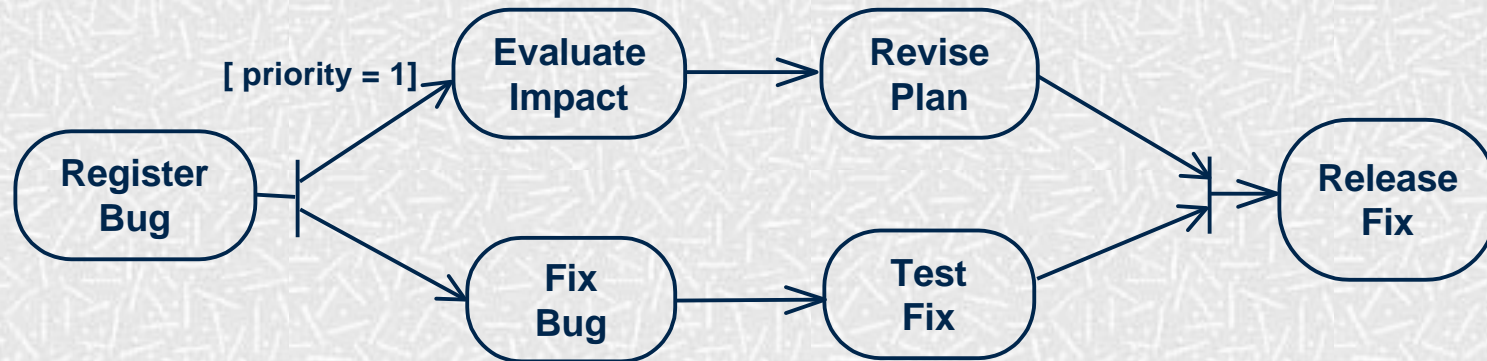 [ priority = 1]
Evaluate
Impact
Revise
Plan
Register
Bug
Release
Fix
Fix
Bug
Test
Fix